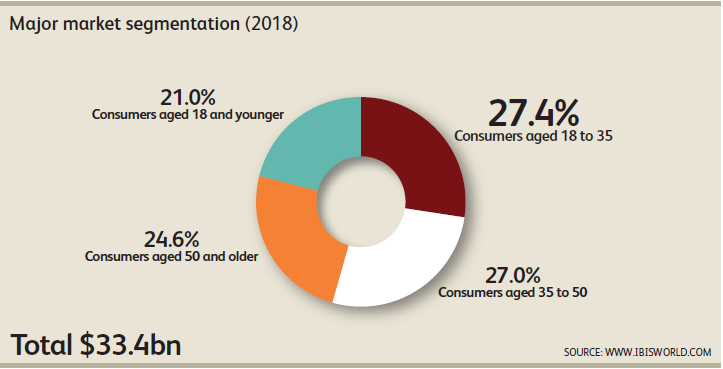 Major market segmentation (2018)
21.0%
Consumers aged 18 and younger
27.4%
Consumers aged 18 to 35
24.6%
Consumers aged 50 and older
27.0%
Consumers aged 35 to 50
Total $33.4bn
SOURCE: WWW.IBISWORLD.COM